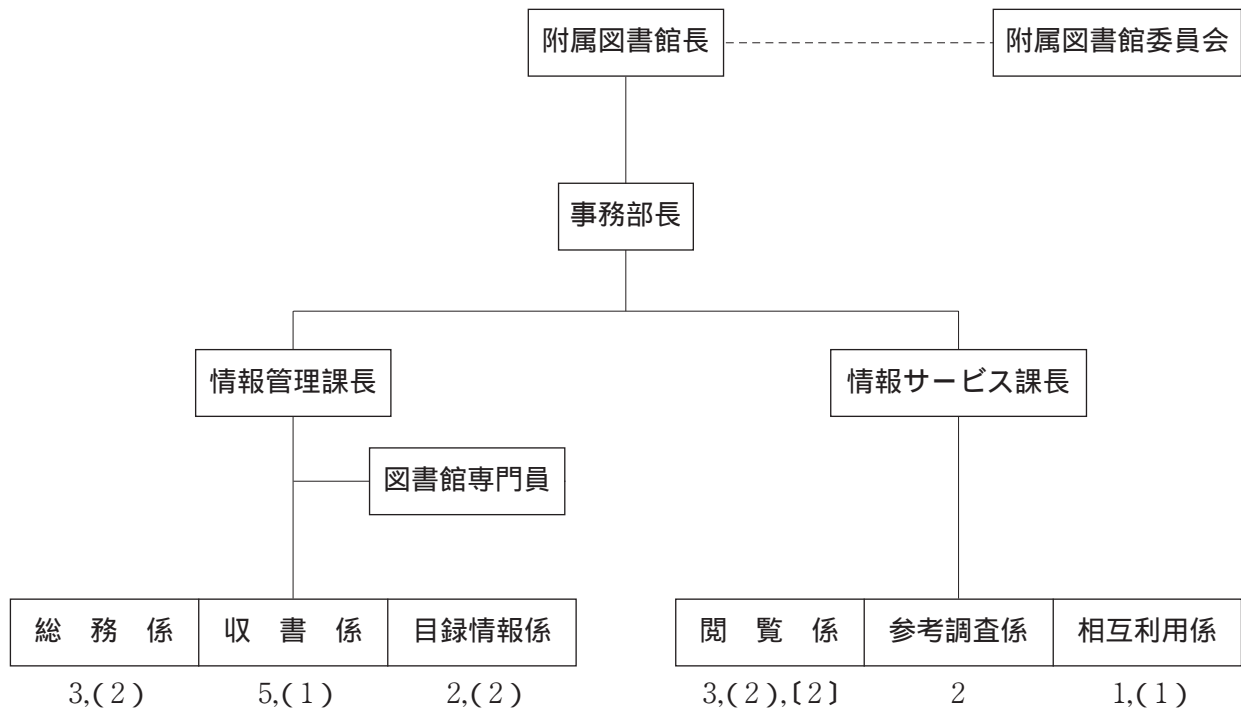 附属図書館長 附属図書館委員会
事務部長
情報管理課長 情報サービス課長
図書館専門員
総務係 収書係 目録情報係 閲覧係 参考調査係 相互利用係
3,(2) 5,(1) 2,(2) 3,(2),〔2〕 2 1,(1)